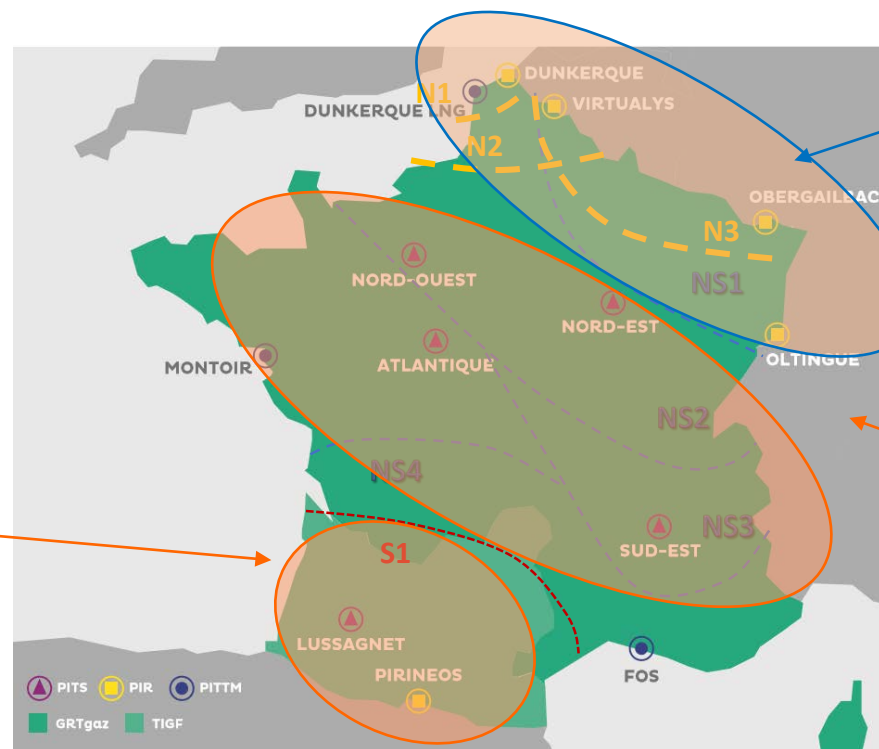 DUNKERQUE
N1
DUNKERQUE LNG
VIRTUALYS
N2
OBERGAILBAC
N3
NORD-OUEST
NS1
NORD-EST
OLTINGUE
MONTOIR
ATLANTIQUE
NS2
NS4
NS3
SUD-EST
S1
LUSSAGNET
FOS
PIRINEOS
PITS
PIR
PITTM
GRTgaz
TIGF